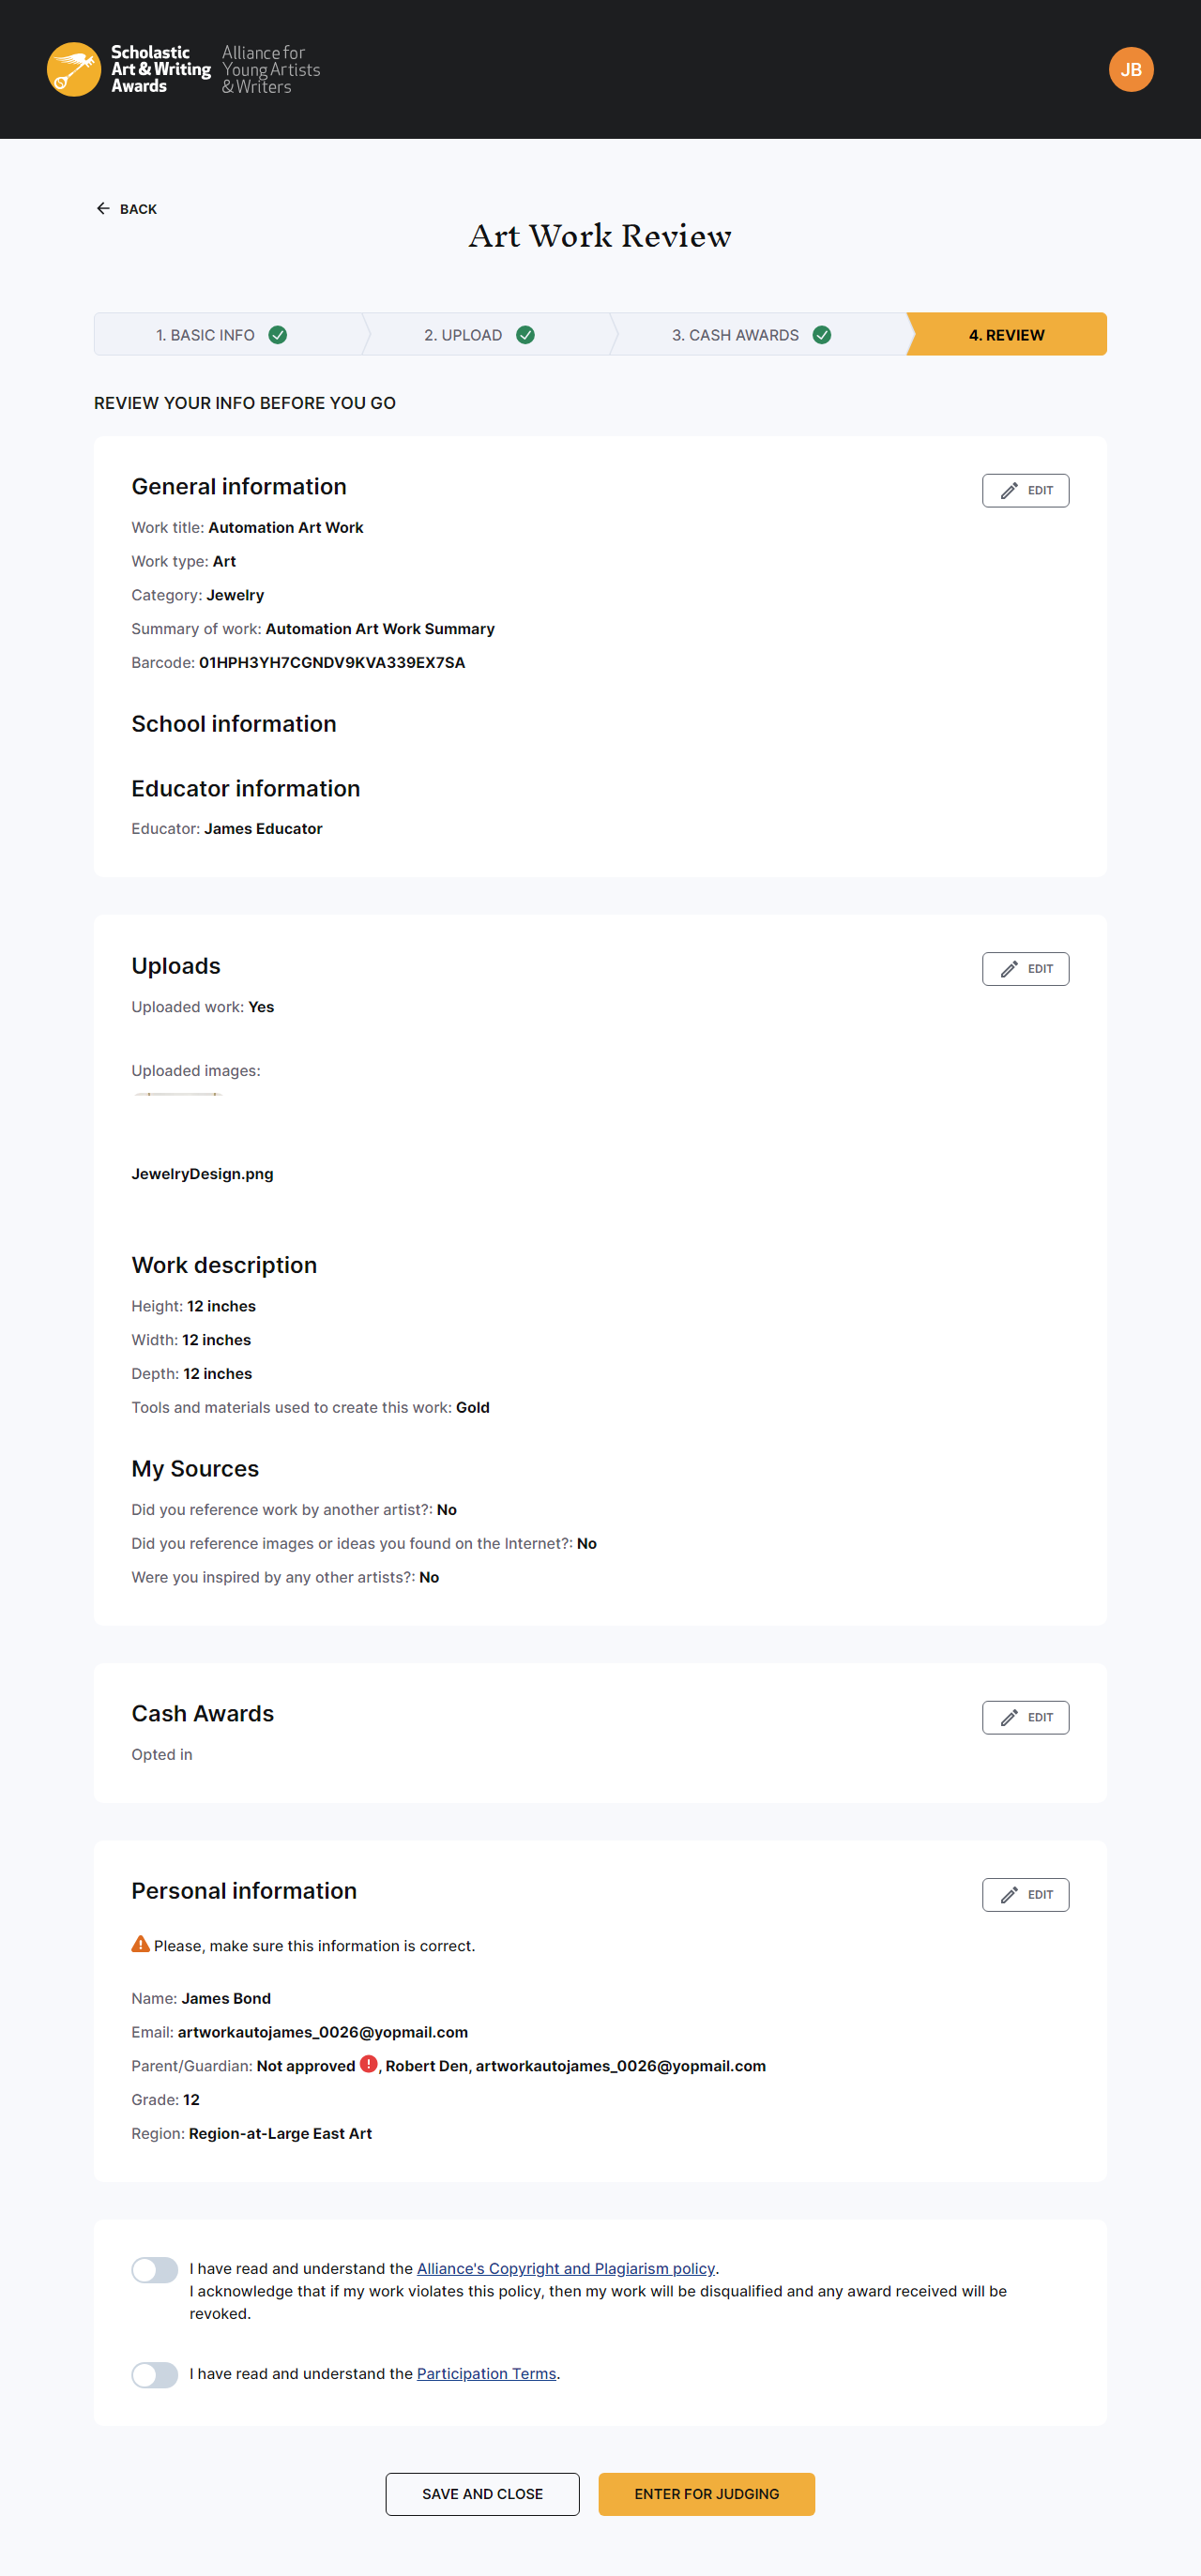 Scholastic
Art & Writing
Awards
Alliance for
Young Artists
& Writers
JB
BACK
Art Work Review
1. BASIC INFO
2. UPLOAD
3. CASH AWARDS
4. REVIEW
REVIEW YOUR INFO BEFORE YOU GO
General information
EDIT
Work title: Automation Art Work
Work type: Art
Category: Jewelry
Summary of work: Automation Art Work Summary
Barcode: 01HPH3YH7CGNDV9KVA339EX7SA
School information
Educator information
Educator: James Educator
Uploads
EDIT
Uploaded work: Yes
Uploaded images:
JewelryDesign.png
Work description
Height: 12 inches
Width: 12 inches
Depth: 12 inches
Tools and materials used to create this work: Gold
My Sources
Did you reference work by another artist?: No
Did you reference images or ideas you found on the Internet?: No
Were you inspired by any other artists?: No
Cash Awards
EDIT
Opted in
Personal information
EDIT
Please, make sure this information is correct.
Name: James Bond
Email: artworkautojames_0026@yopmail.com
Parent/Guardian: Not approved , Robert Den, artworkautojames_0026@yopmail.com
Grade: 12
Region: Region-at-Large East Art
I have read and understand the Alliance's Copyright and Plagiarism policy.
I acknowledge that if my work violates this policy, then my work will be disqualified and any award received will be
revoked.
I have read and understand the Participation Terms.
SAVE AND CLOSE
ENTER FOR JUDGING